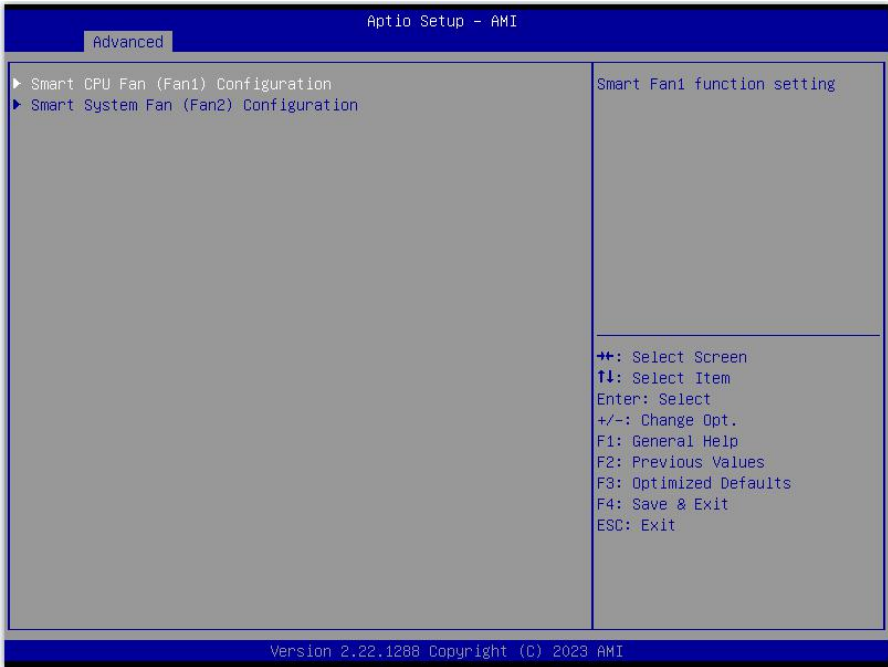 Aptio Setup - AMI
Advanced
▶ Smart CPU Fan (Fan1) Configuration
▶ Smart System Fan (Fan2) Configuration
Smart Fan1 function setting
→←: Select Screen
↑↓: Select Item
Enter: Select
+/-: Change Opt.
F1: General Help
F2: Previous Values
F3: Optimized Defaults
F4: Save & Exit
ESC: Exit
Version 2.22.1288 Copyright (C) 2023 AMI